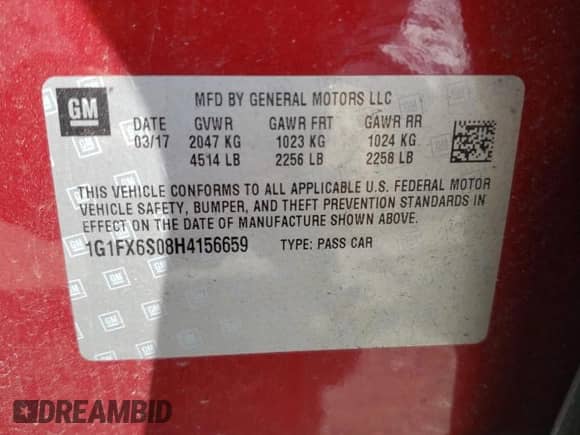 GM
MFD BY GENERAL MOTORS LLC
DATE GVWR GAWR FRT GAWR RR
03/17 2047 KG 1023 KG 1024 KG
4514 LB 2256 LB 2258 LB
THIS VEHICLE CONFORMS TO ALL APPLICABLE U.S. FEDERAL MOTOR
VEHICLE SAFETY, BUMPER, AND THEFT PREVENTION STANDARDS IN
EFFECT ON THE DATE OF MANUFACTURE SHOWN ABOVE.
1G1FX6S08H4156659 TYPE: PASS CAR
DREAMBID